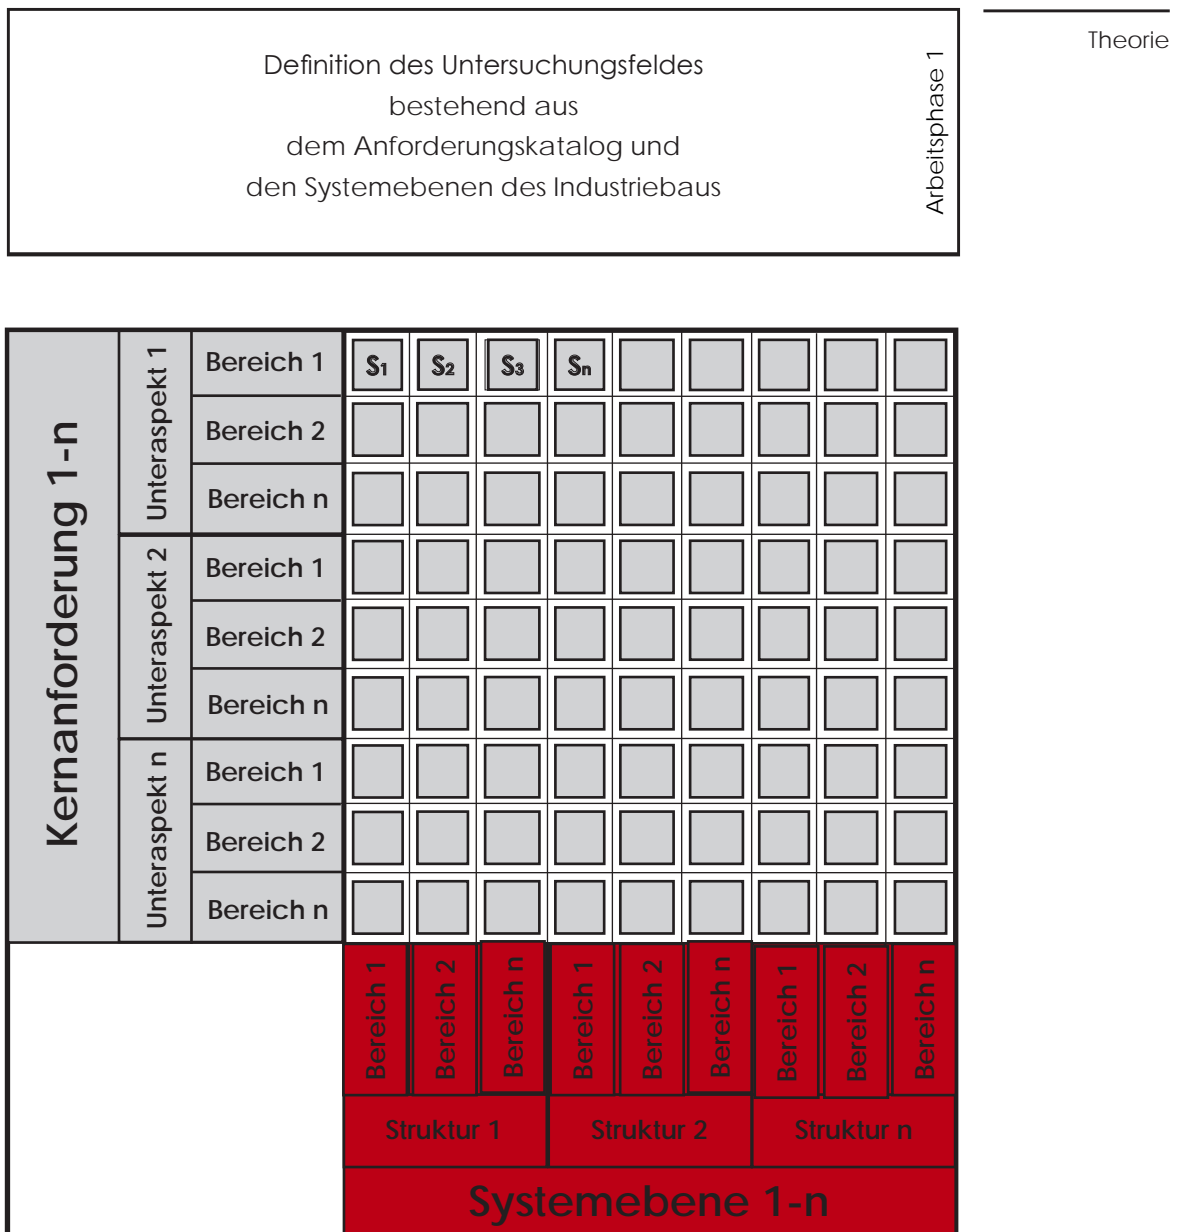 Theorie
Definition des Untersuchungsfeldes
bestehend aus
dem Anforderungskatalog und
den Systemebenen des Industriebaus
Arbeitsphase 1
Kernanforderung 1-n
Unteraspekt 1
Bereich 1
S1 S2 S3 Sn
Bereich 2
Bereich n
Unteraspekt 2
Bereich 1
Bereich 2
Bereich n
Unteraspekt n
Bereich 1
Bereich 2
Bereich n
Bereich 1
Bereich 2
Bereich n
Bereich 1
Bereich 2
Bereich n
Bereich 1
Bereich 2
Bereich n
Struktur 1
Struktur 2
Struktur n
Systemebene 1-n